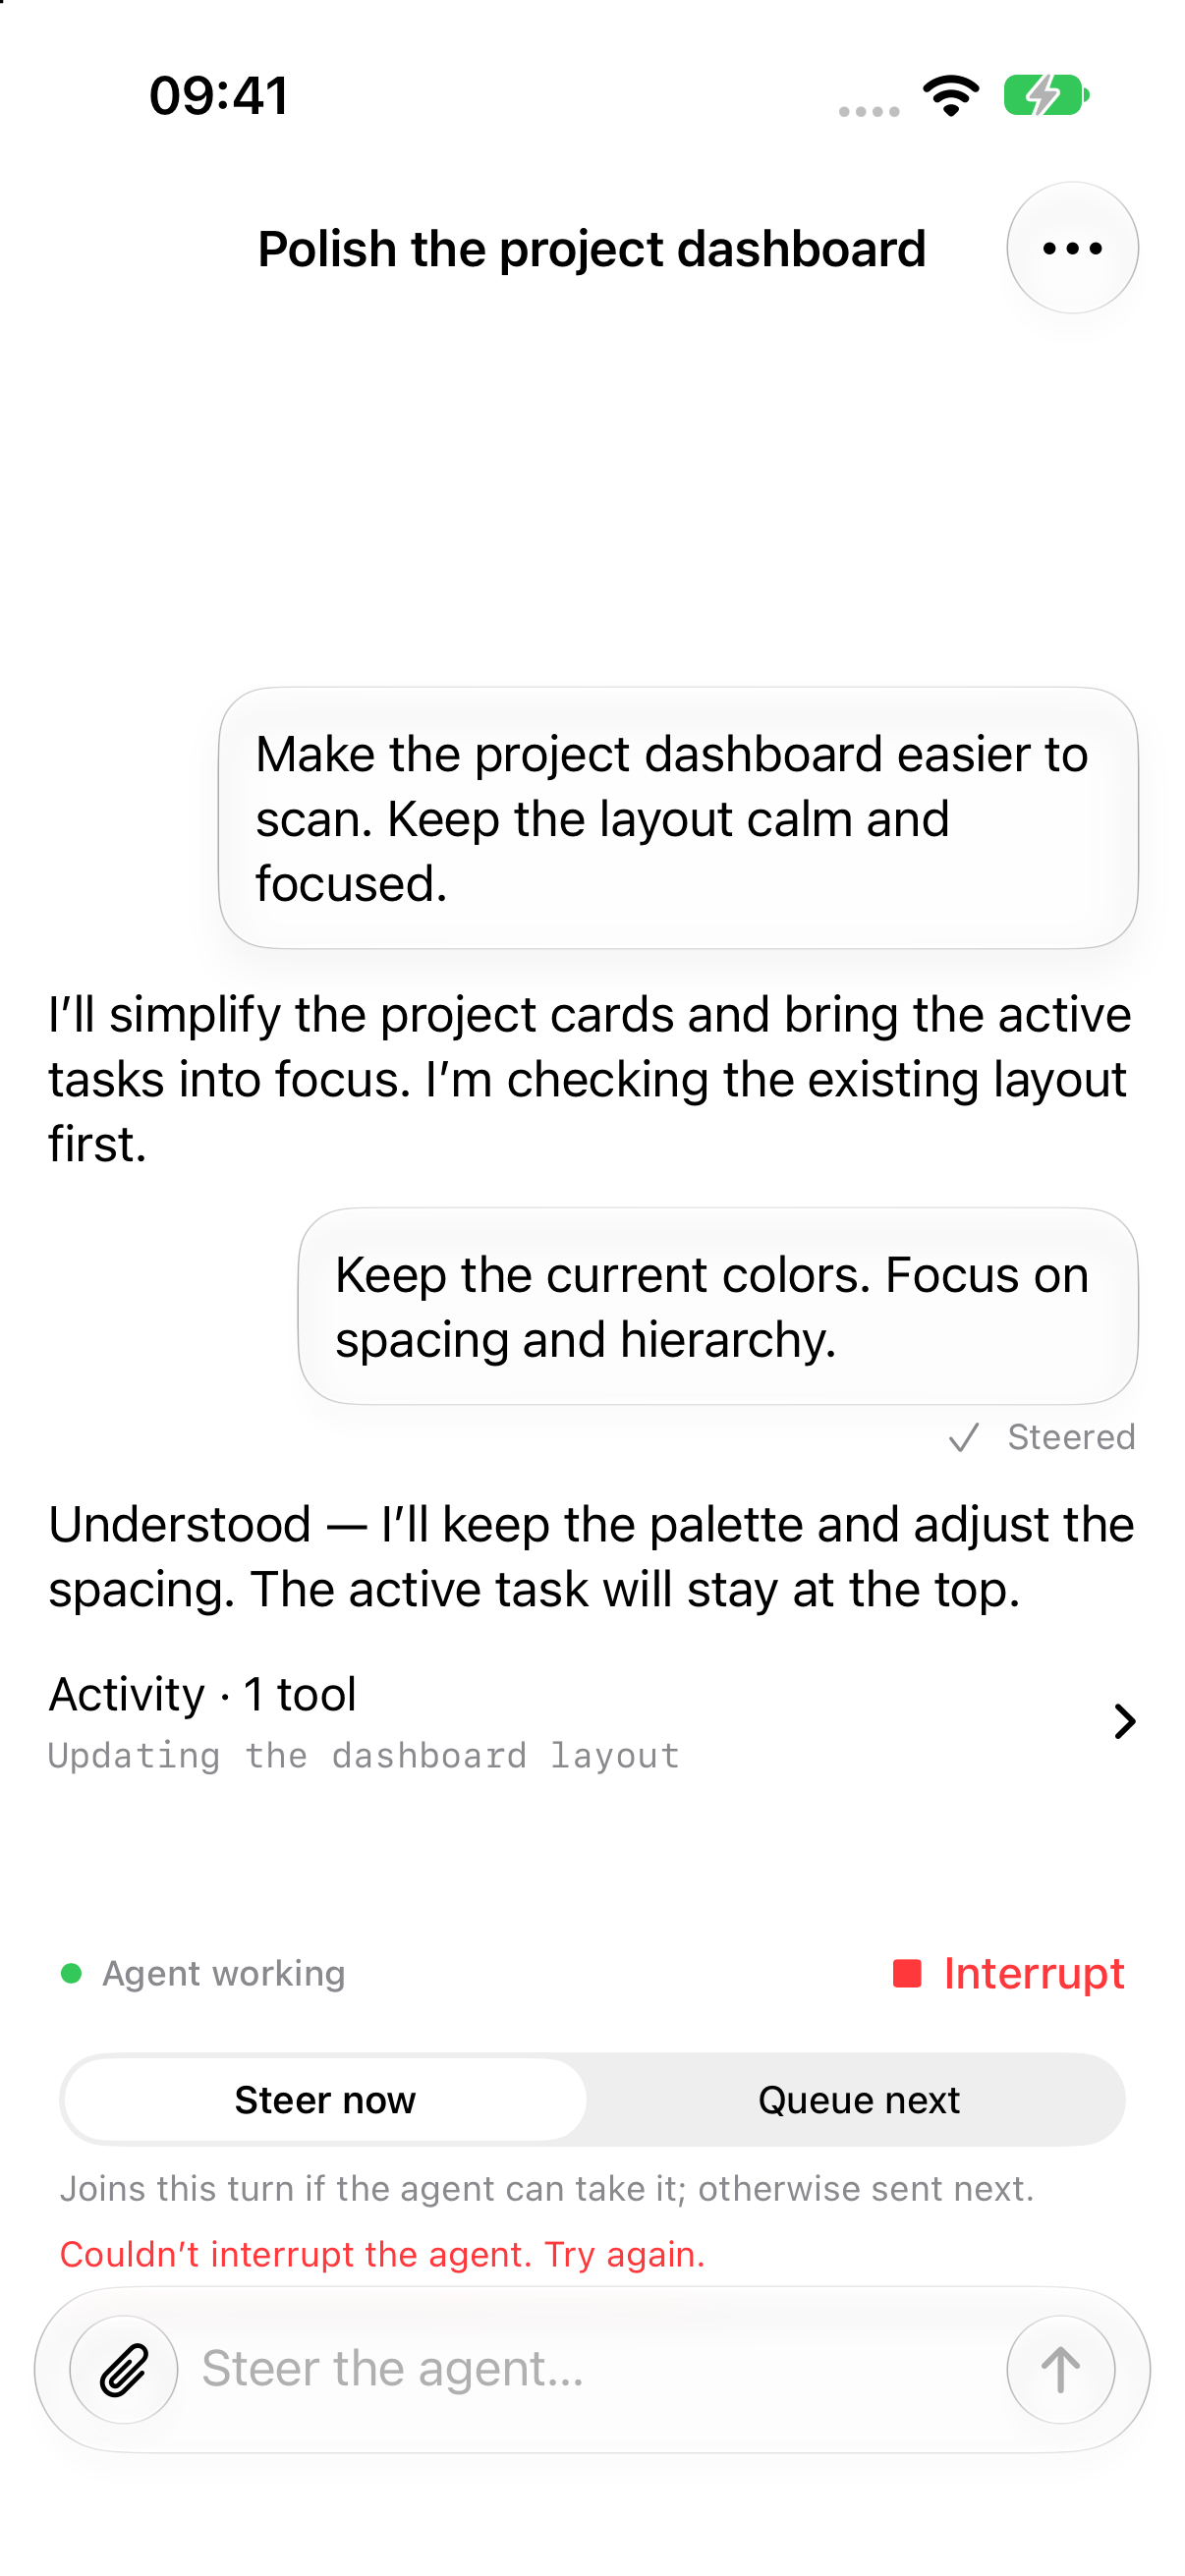 09:41
Polish the project dashboard
Make the project dashboard easier to
scan. Keep the layout calm and
focused.
I’ll simplify the project cards and bring the active
tasks into focus. I’m checking the existing layout
first.
Keep the current colors. Focus on
spacing and hierarchy.
✓ Steered
Understood — I’ll keep the palette and adjust the
spacing. The active task will stay at the top.
Activity · 1 tool
Updating the dashboard layout
Agent working
Interrupt
Steer now
Queue next
Joins this turn if the agent can take it; otherwise sent next.
Couldn’t interrupt the agent. Try again.
Steer the agent...